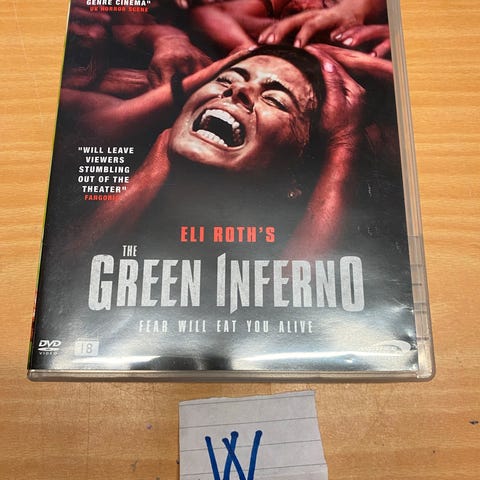 GENRE CINEMA"
UK HORROR SCENE
"WILL LEAVE
VIEWERS
STUMBLING
OUT OF THE
THEATER"
FANGORIA
ELI ROTH'S
THE
GREEN INFERNO
FEAR WILL EAT YOU ALIVE
DVD
VIDEO
18
W